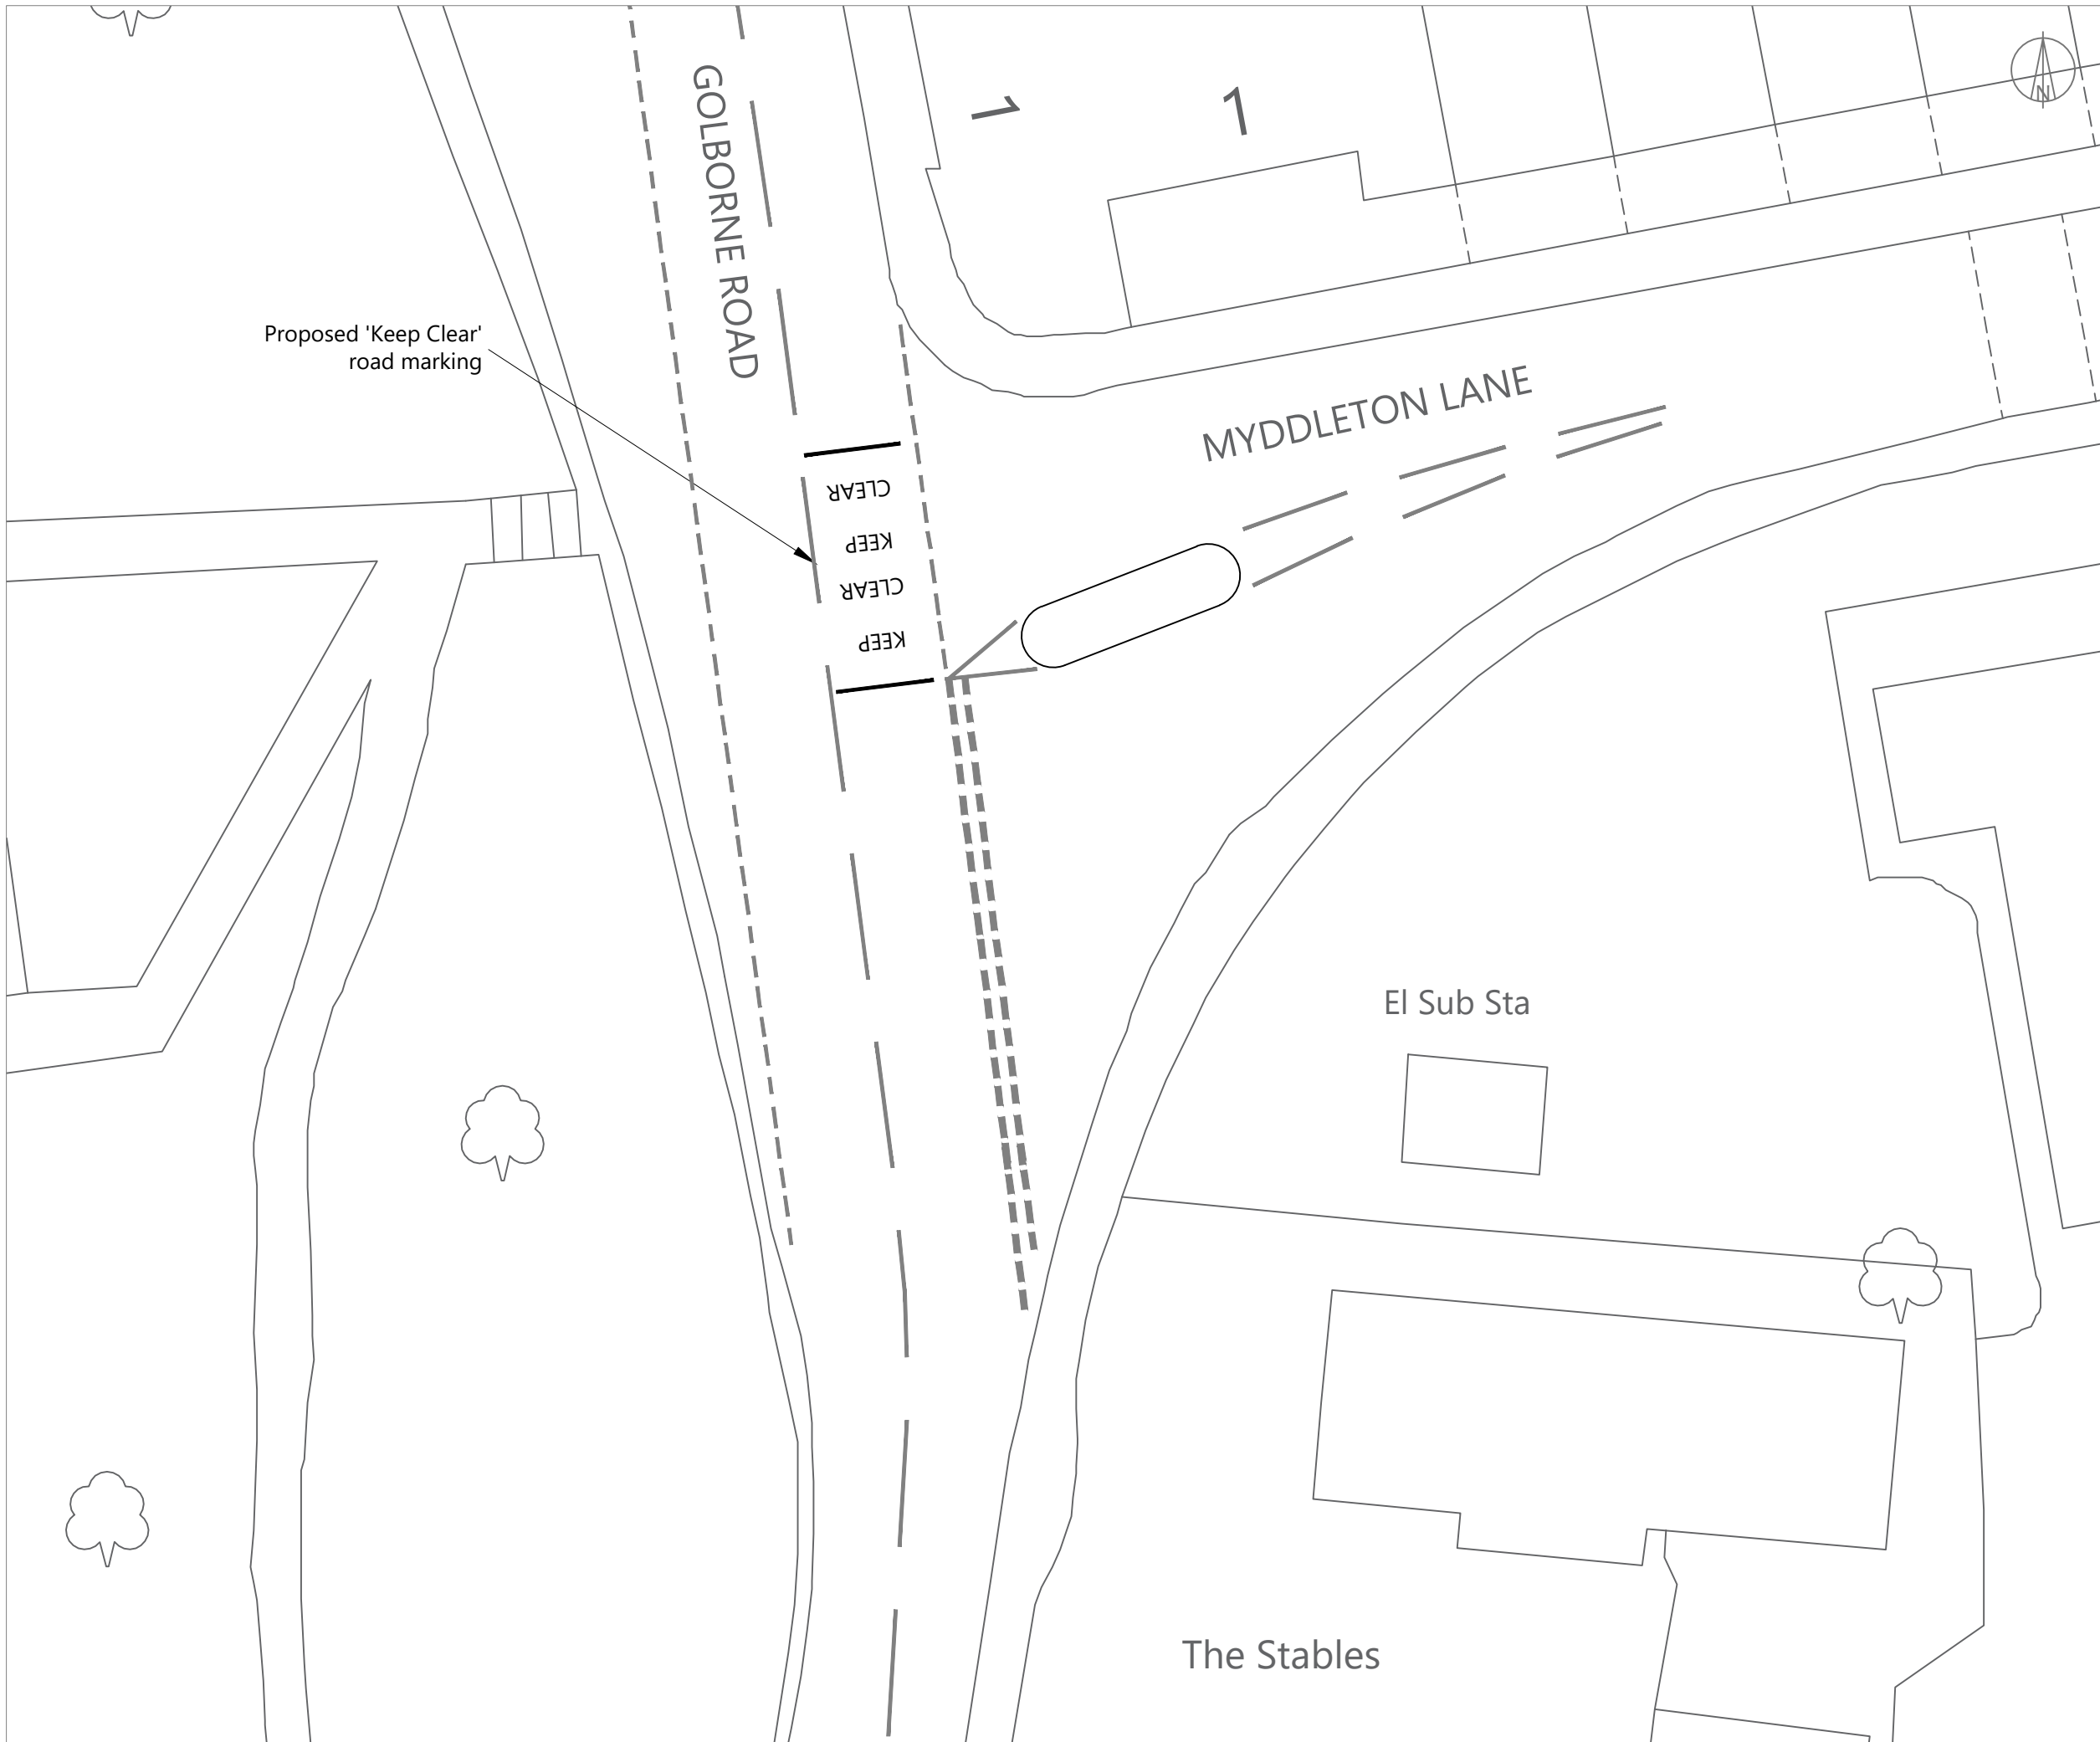 GOLBORNE ROAD
1
1
N
Proposed 'Keep Clear'
road marking
MYDDLETON LANE
CLEAR
KEEP
CLEAR
KEEP
El Sub Sta
The Stables